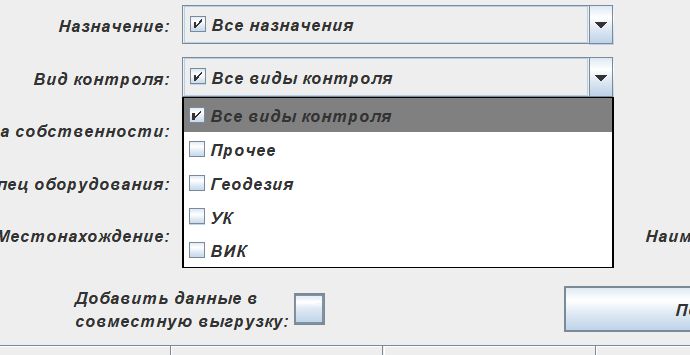 Назначение: Все назначения
Вид контроля: Все виды контроля
Все виды контроля
а собственности:
Прочее
лец оборудования:
Геодезия
УК
Местонахождение:
Наим
ВИК
Добавить данные в
совместную выгрузку: